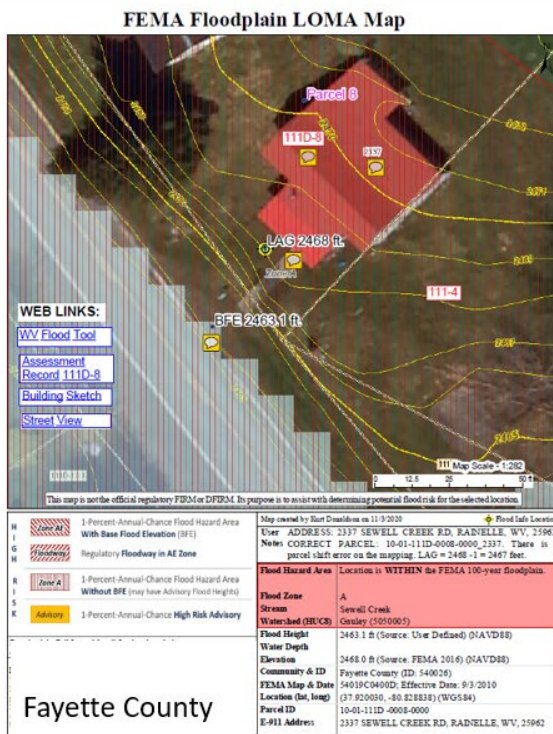 FEMA Floodplain LOMA Map
Parcel 8
111D-8
2337
LAG 2468 ft.
Zone A
111-4
BFE 2463.1 ft.
2465
WEB LINKS:
WV Flood Tool
Assessment
Record 111D-8
Building Sketch
Street View
Map Scale - 1:282
0 12.5 25 50 ft
This map is not the official regulatory FIRM or DFIRM. Its purpose is to assist with determining potential flood risk for the selected location.
HIGH RISK
Zone AE
1-Percent-Annual-Chance Flood Hazard Area
With Base Flood Elevation (BFE)
Floodway
Regulatory Floodway in AE Zone
Zone A
1-Percent-Annual-Chance Flood Hazard Area
Without BFE (may have Advisory Flood Heights)
Advisory
1-Percent-Annual-Chance High Risk Advisory
Fayette County
Map created by Kurt Donaldson on 11/3/2020
Flood Info Location
User Notes
ADDRESS: 2337 SEWELL CREEK RD, RAINELLE, WV, 25962
CORRECT PARCEL: 10-01-111D-0008-0000_2337. There is
parcel shift error on the mapping. LAG = 2468 -1 = 2467 feet.
Flood Hazard Area Location is WITHIN the FEMA 100-year floodplain.
Flood Zone A
Stream Sewell Creek
Watershed (HUC8) Gauley (5050005)
Flood Height 2463.1 ft (Source: User Defined) (NAVD88)
Water Depth
Elevation 2468.0 ft (Source: FEMA 2016) (NAVD88)
Community & ID Fayette County (ID: 540026)
FEMA Map & Date 54019C0400D; Effective Date: 9/3/2010
Location (lat, long) (37.920030, -80.828838) (WGS84)
Parcel ID 10-01-111D -0008-0000
E-911 Address 2337 SEWELL CREEK RD, RAINELLE, WV, 25962